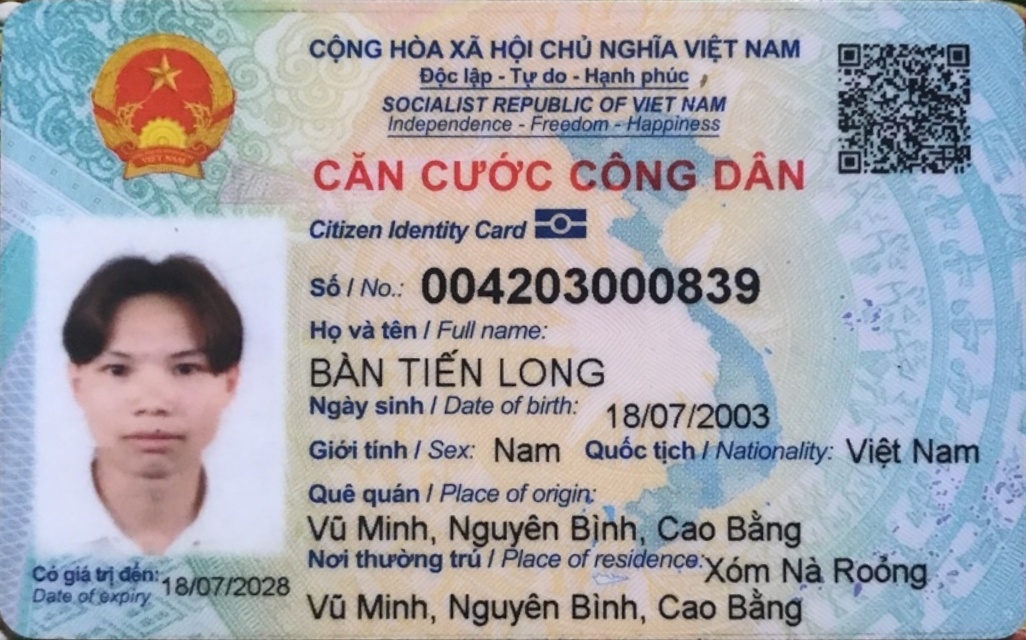 CỘNG HÒA XÃ HỘI CHỦ NGHĨA VIỆT NAM
Độc lập - Tự do - Hạnh phúc
SOCIALIST REPUBLIC OF VIET NAM
Independence - Freedom - Happiness
VIỆT NAM
CĂN CƯỚC CÔNG DÂN
Citizen Identity Card
Số / No.: 004203000839
Họ và tên / Full name:
BÀN TIẾN LONG
Ngày sinh / Date of birth: 18/07/2003
Giới tính / Sex: Nam Quốc tịch / Nationality: Việt Nam
Quê quán / Place of origin:
Vũ Minh, Nguyên Bình, Cao Bằng
Nơi thường trú / Place of residence: Xóm Nà Roỏng
Vũ Minh, Nguyên Bình, Cao Bằng
Có giá trị đến: 18/07/2028
Date of expiry